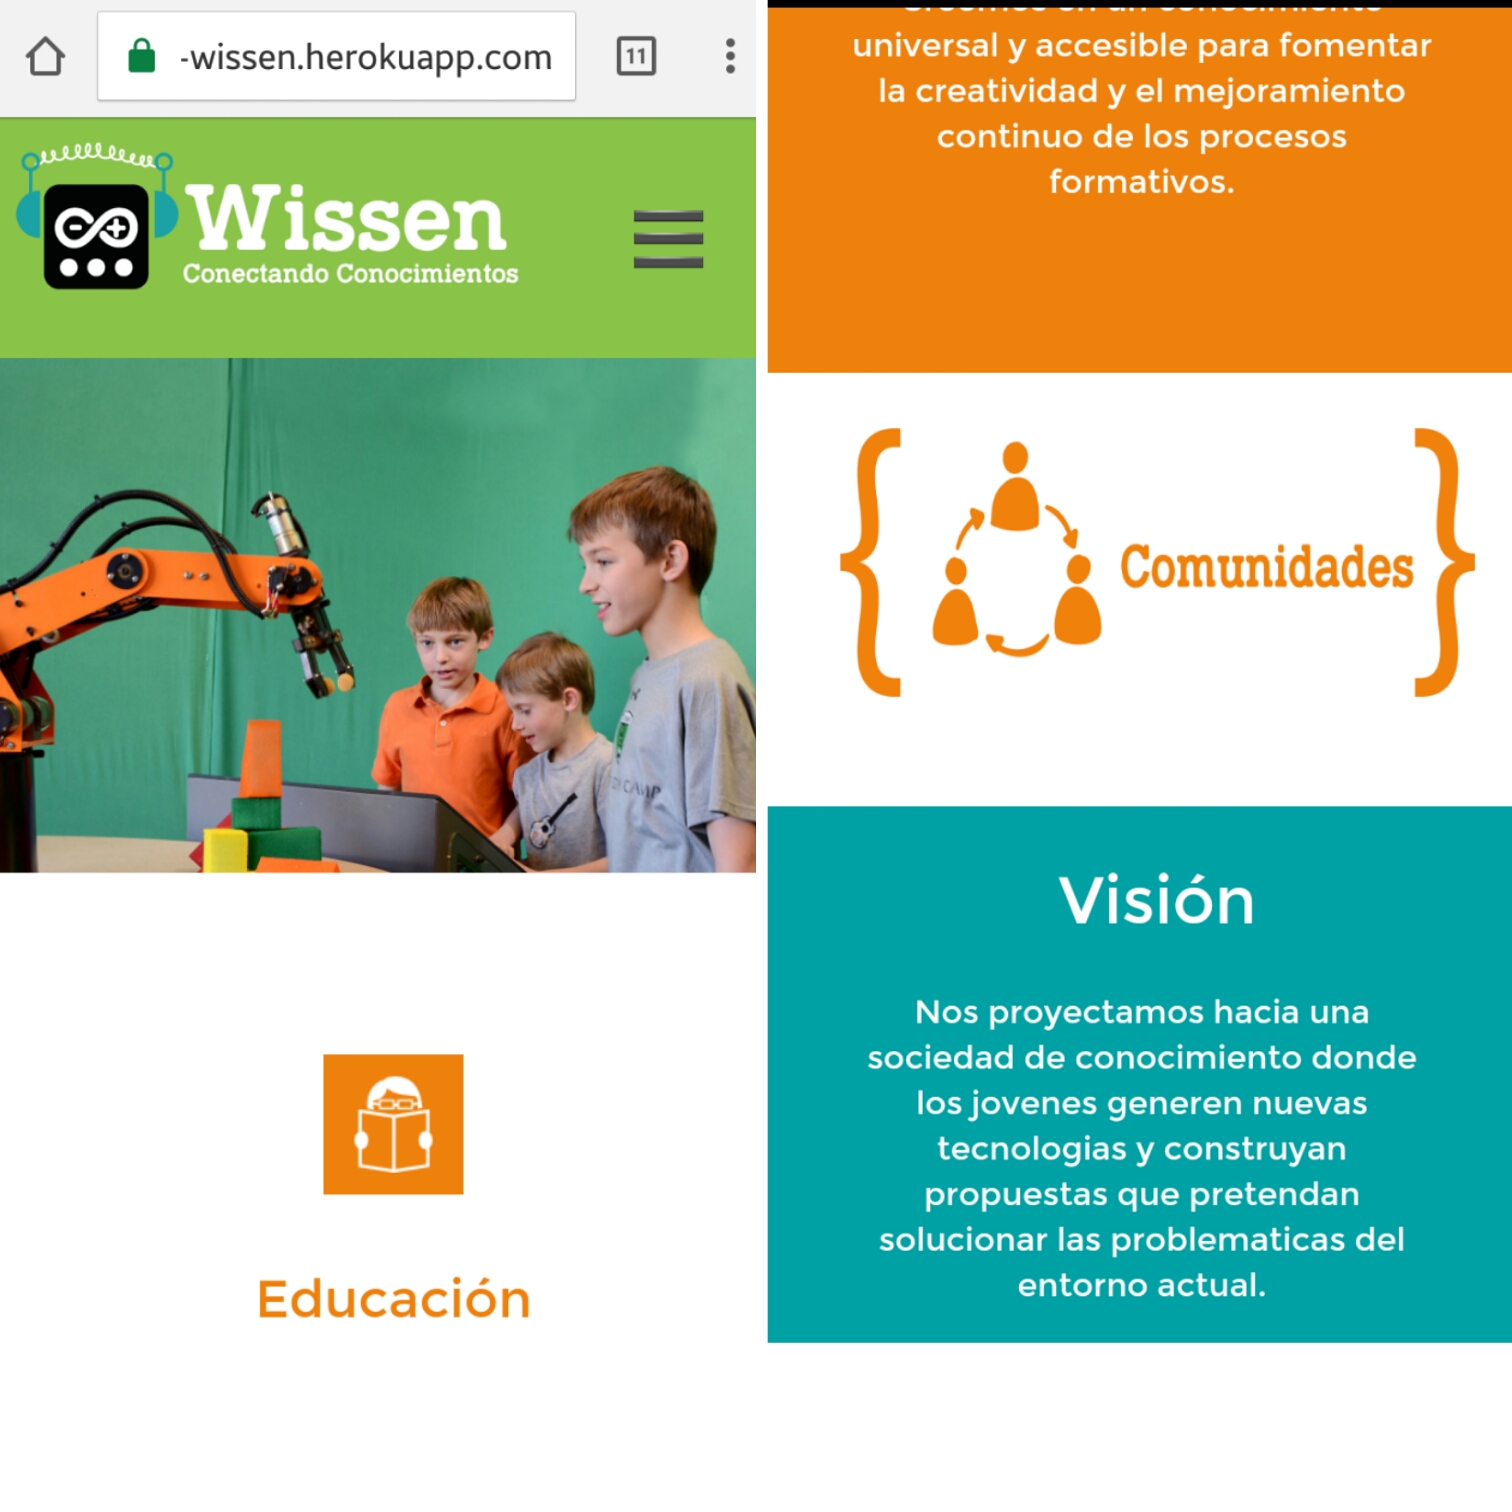 -wissen.herokuapp.com
11
Wissen
Conectando Conocimientos
Educación
universal y accesible para fomentar
la creatividad y el mejoramiento
continuo de los procesos
formativos.
Comunidades
Visión
Nos proyectamos hacia una
sociedad de conocimiento donde
los jovenes generen nuevas
tecnologias y construyan
propuestas que pretendan
solucionar las problematicas del
entorno actual.